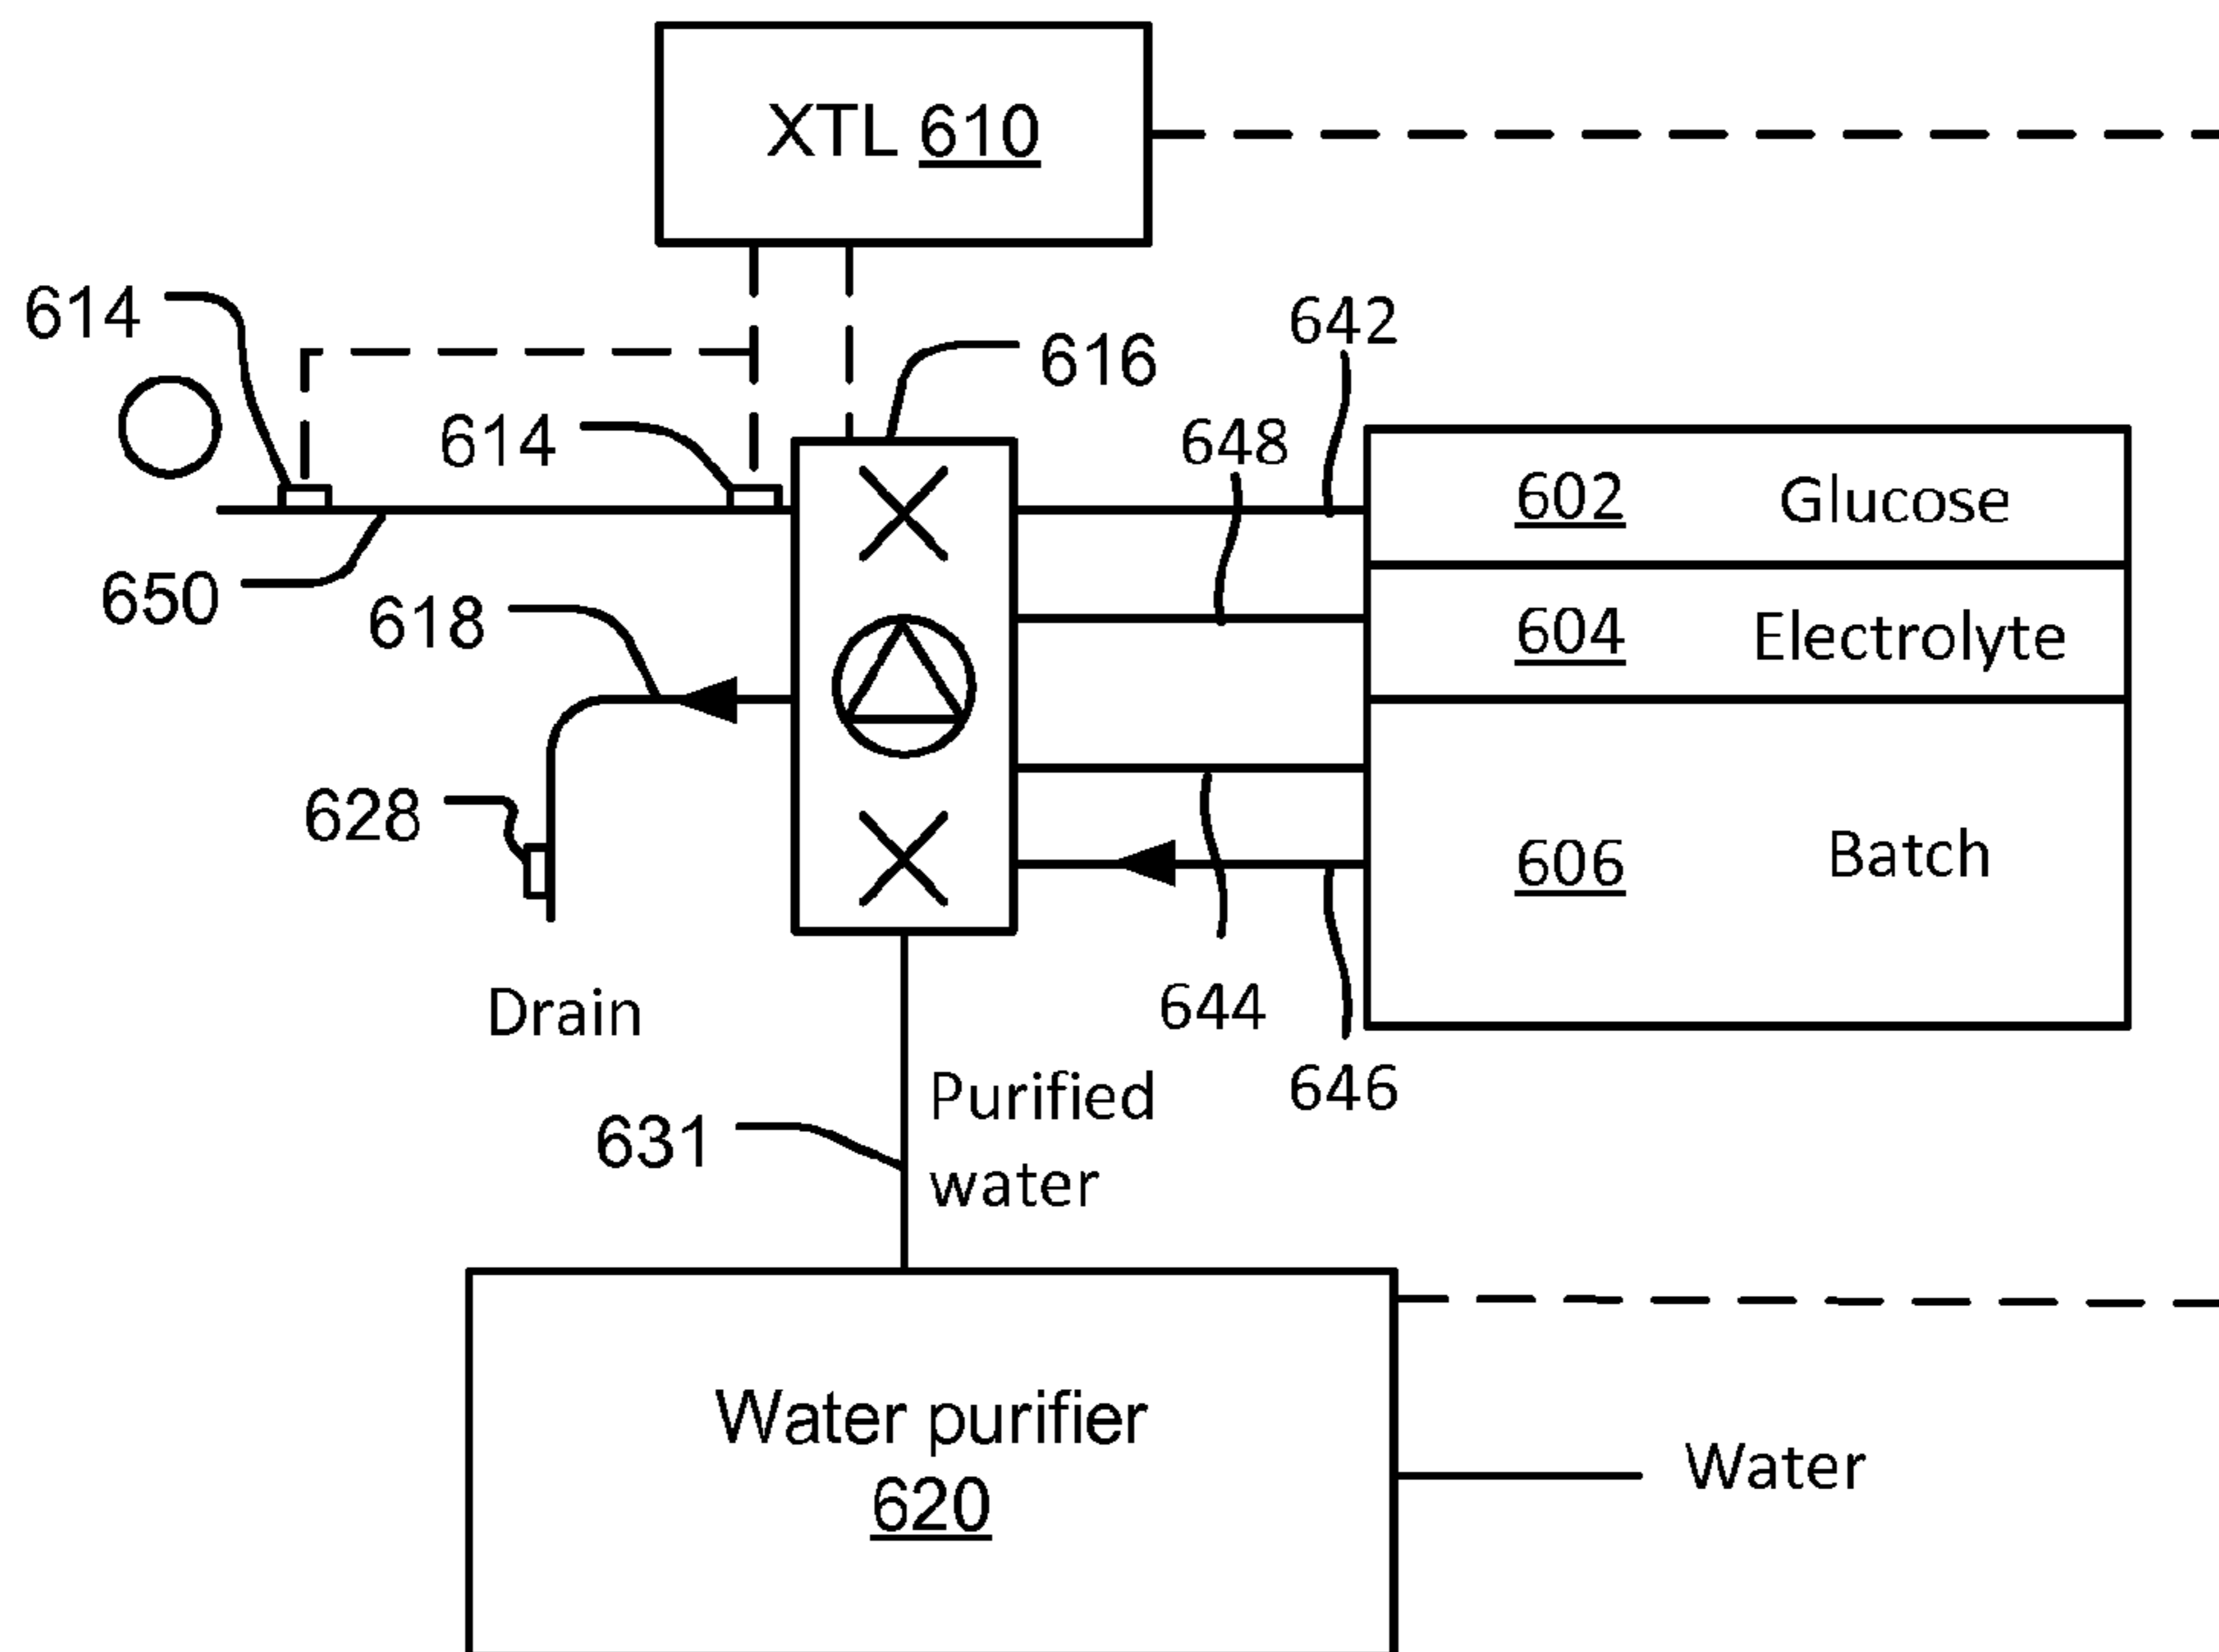 XTL 610
614
616
642
614
648
602 Glucose
650
618
604 Electrolyte
628
606 Batch
Drain
644
646
631
Purified
water
Water purifier
620
Water